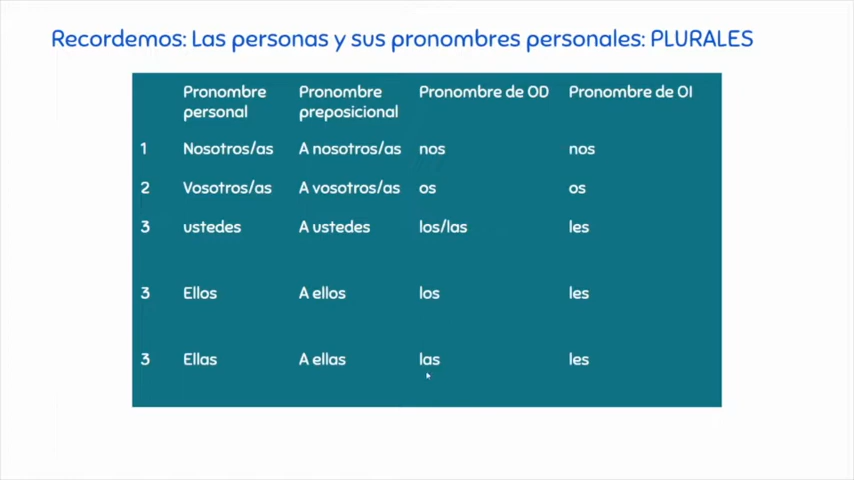 Recordemos: Las personas y sus pronombres personales: PLURALES
Pronombre personal Pronombre preposicional Pronombre de OD Pronombre de OI
1 Nosotros/as A nosotros/as nos nos
2 Vosotros/as A vosotros/as os os
3 ustedes A ustedes los/las les
3 Ellos A ellos los les
3 Ellas A ellas las les